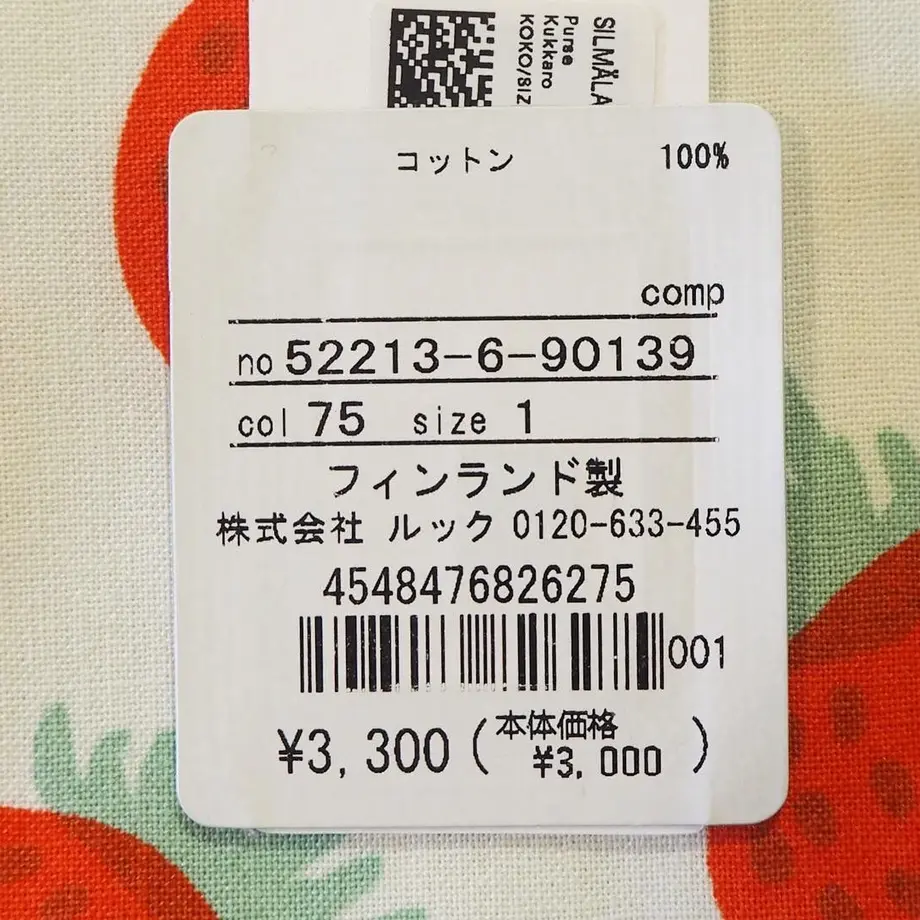 SILMÄLA
Purse
Kukkaro
KOKO/SIZ
コットン 100%
comp
no 52213-6-90139
col 75 size 1
フィンランド製
株式会社 ルック 0120-633-455
4548476826275
001
¥3,300(本体価格 ¥3,000)